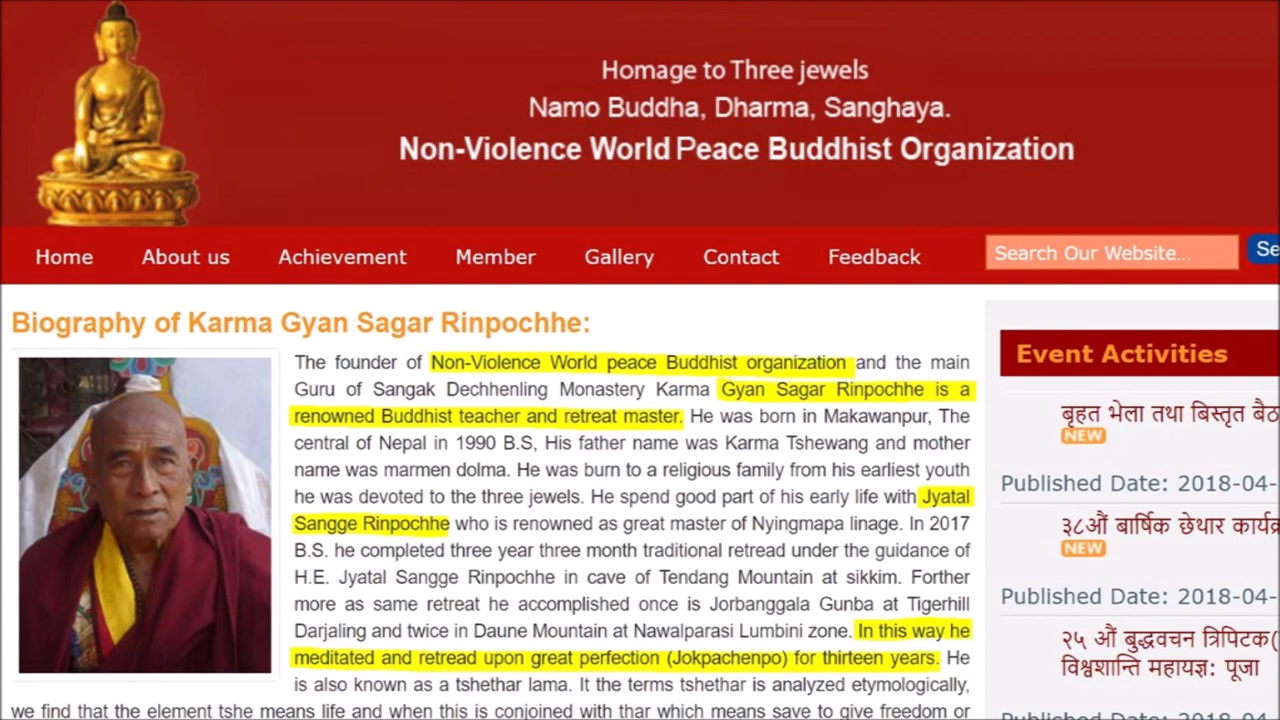 Homage to Three jewels
Namo Buddha, Dharma, Sanghaya.
Non-Violence World Peace Buddhist Organization
Home About us Achievement Member Gallery Contact Feedback Search Our Website... Se
Biography of Karma Gyan Sagar Rinpochhe:
The founder of Non-Violence World peace Buddhist organization and the main
Guru of Sangak Dechhenling Monastery Karma Gyan Sagar Rinpochhe is a
renowned Buddhist teacher and retreat master. He was born in Makawanpur, The
central of Nepal in 1990 B.S, His father name was Karma Tshewang and mother
name was marmen dolma. He was burn to a religious family from his earliest youth
he was devoted to the three jewels. He spend good part of his early life with Jyatal
Sangge Rinpochhe who is renowned as great master of Nyingmapa linage. In 2017
B.S. he completed three year three month traditional retread under the guidance of
H.E. Jyatal Sangge Rinpochhe in cave of Tendang Mountain at sikkim. Forther
more as same retreat he accomplished once is Jorbanggala Gunba at Tigerhill
Darjaling and twice in Daune Mountain at Nawalparasi Lumbini zone. In this way he
meditated and retread upon great perfection (Jokpachenpo) for thirteen years. He
is also known as a tshethar lama. It the terms tshethar is analyzed etymologically,
we find that the element tshe means life and when this is conjoined with thar which means save to give freedom or
Event Activities
बृहत भेला तथा बिस्तृत बैठ
NEW
Published Date: 2018-04-
३८औं बार्षिक छेथार कार्यक्र
NEW
Published Date: 2018-04-
२५ औं बुद्धवचन त्रिपिटक(
विश्वशान्ति महायज्ञ: पूजा